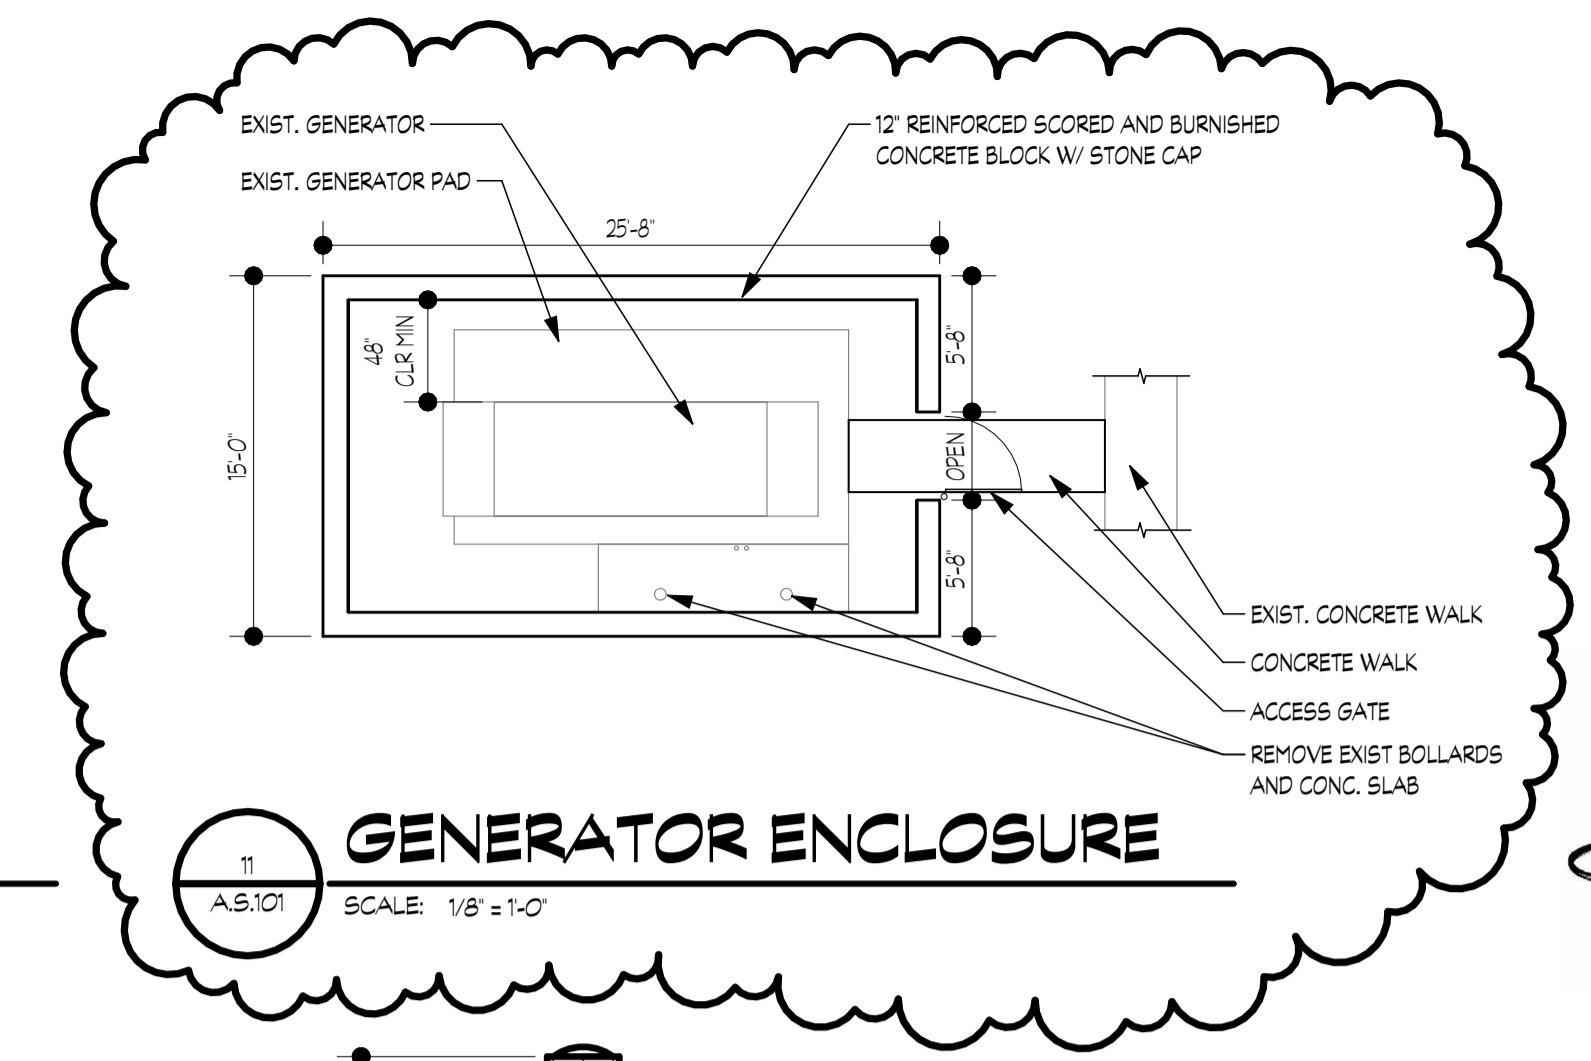 EXIST. GENERATOR
12" REINFORCED SCORED AND BURNISHED
CONCRETE BLOCK W/ STONE CAP
EXIST. GENERATOR PAD
25'-8"
48"
CLR MIN
5'-8"
15'-0"
OPEN
5'-8"
EXIST. CONCRETE WALK
CONCRETE WALK
ACCESS GATE
REMOVE EXIST BOLLARDS
AND CONC. SLAB
GENERATOR ENCLOSURE
11
A.S.101
SCALE: 1/8" = 1'-0"